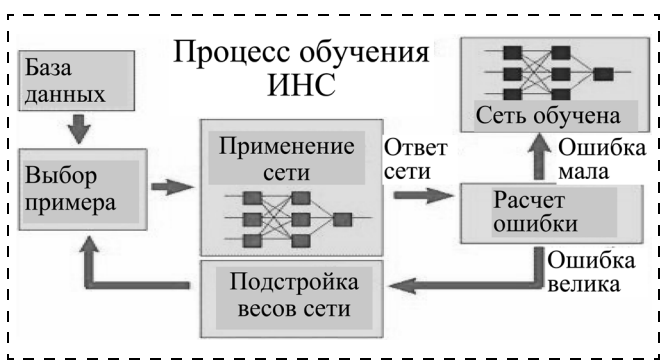 Процесс обучения
ИНС
База
данных
Выбор
примера
Применение
сети
Ответ
сети
Расчет
ошибки
Ошибка
мала
Сеть обучена
Ошибка
велика
Подстройка
весов сети